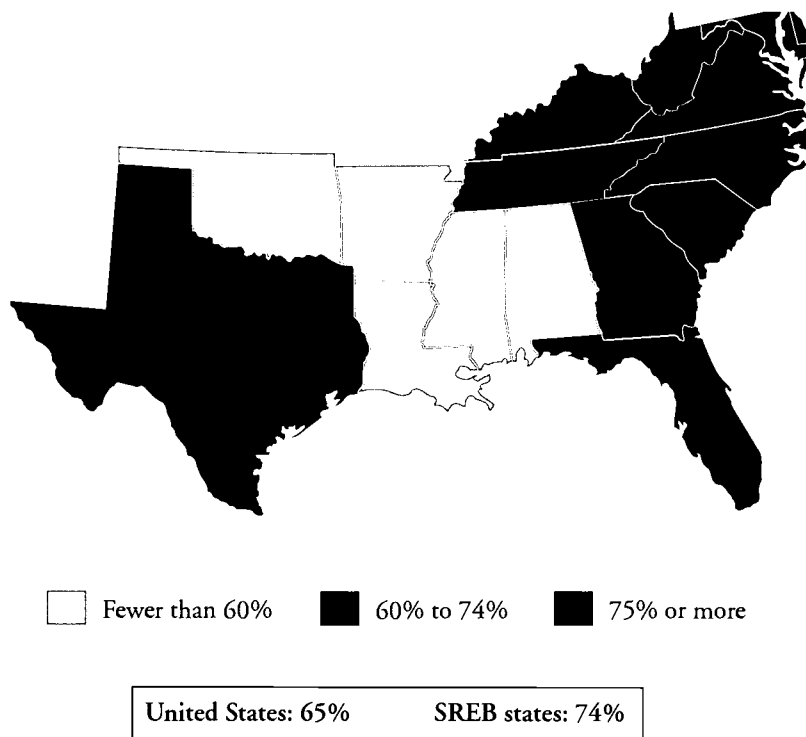 Fewer than 60% 60% to 74% 75% or more
United States: 65% SREB states: 74%